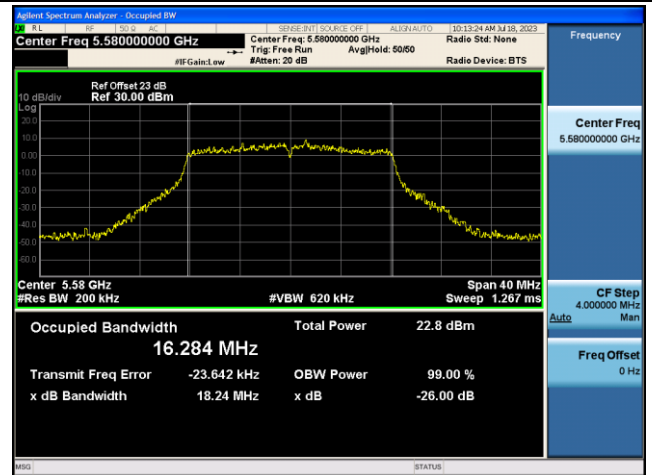 Agilent Spectrum Analyzer - Occupied BW
RL RF 50 Ω AC SENSE:INT SOURCE OFF ALIGN AUTO 10:13:24 AM Jul 18, 2023
Center Freq 5.580000000 GHz
Center Freq: 5.580000000 GHz
Radio Std: None
Trig: Free Run Avg|Hold: 50/50
#IFGain:Low #Atten: 20 dB Radio Device: BTS
Ref Offset 23 dB
10 dB/div Ref 30.00 dBm
Log
20.0
10.0
0.00
-10.0
-20.0
-30.0
-40.0
-50.0
-60.0
Center 5.58 GHz Span 40 MHz
#Res BW 200 kHz #VBW 620 kHz Sweep 1.267 ms
Occupied Bandwidth Total Power 22.8 dBm
16.284 MHz
Transmit Freq Error -23.642 kHz OBW Power 99.00 %
x dB Bandwidth 18.24 MHz x dB -26.00 dB
MSG STATUS
Frequency
Center Freq
5.580000000 GHz
CF Step
4.000000 MHz
Auto Man
Freq Offset
0 Hz